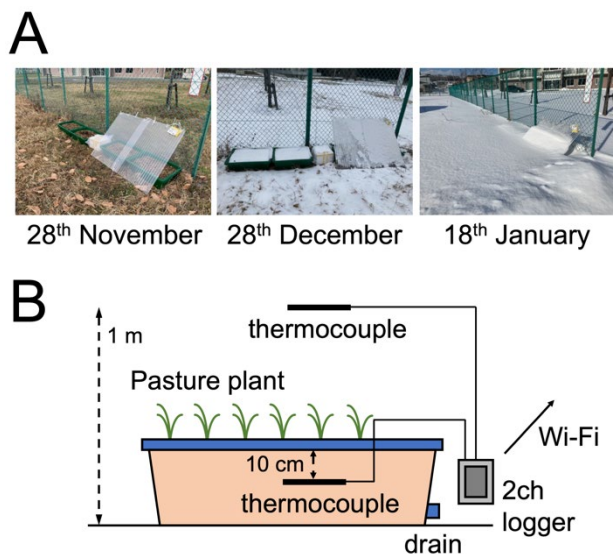 A
28th November
28th December
18th January
B
1 m
thermocouple
Pasture plant
Wi-Fi
10 cm
thermocouple
2ch
logger
drain